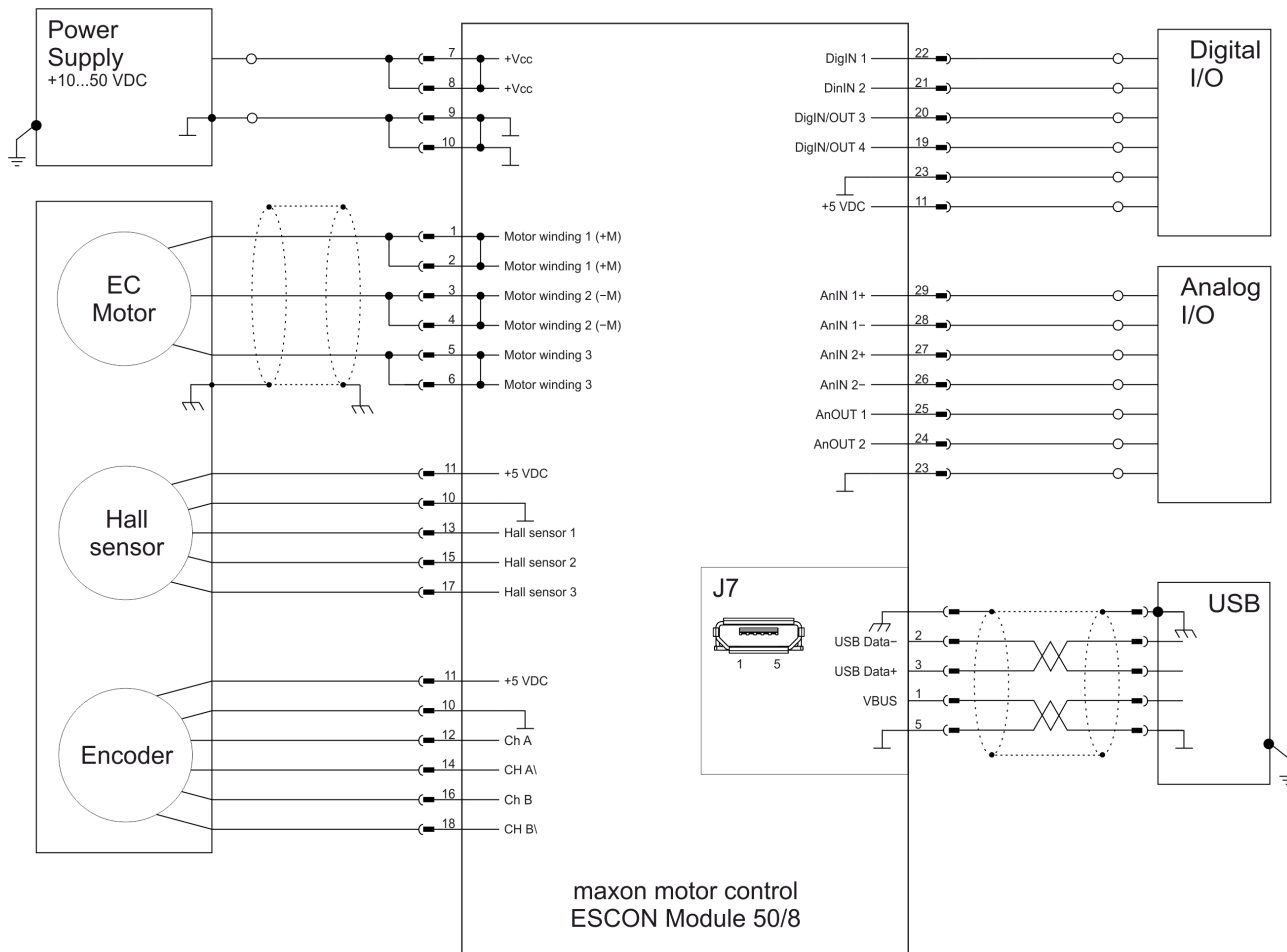 Power
Supply
+10...50 VDC
7 +Vcc
8 +Vcc
9
10
EC
Motor
1 Motor winding 1 (+M)
2 Motor winding 1 (+M)
3 Motor winding 2 (−M)
4 Motor winding 2 (−M)
5 Motor winding 3
6 Motor winding 3
Hall
sensor
11 +5 VDC
10
13 Hall sensor 1
15 Hall sensor 2
17 Hall sensor 3
Encoder
11 +5 VDC
10
12 Ch A
14 CH A\
16 Ch B
18 CH B\
DigIN 1 22
DinIN 2 21
DigIN/OUT 3 20
DigIN/OUT 4 19
23
+5 VDC 11
Digital
I/O
AnIN 1+ 29
AnIN 1− 28
AnIN 2+ 27
AnIN 2− 26
AnOUT 1 25
AnOUT 2 24
23
Analog
I/O
J7
1 5
USB Data− 2
USB Data+ 3
VBUS 1
5
USB
maxon motor control
ESCON Module 50/8